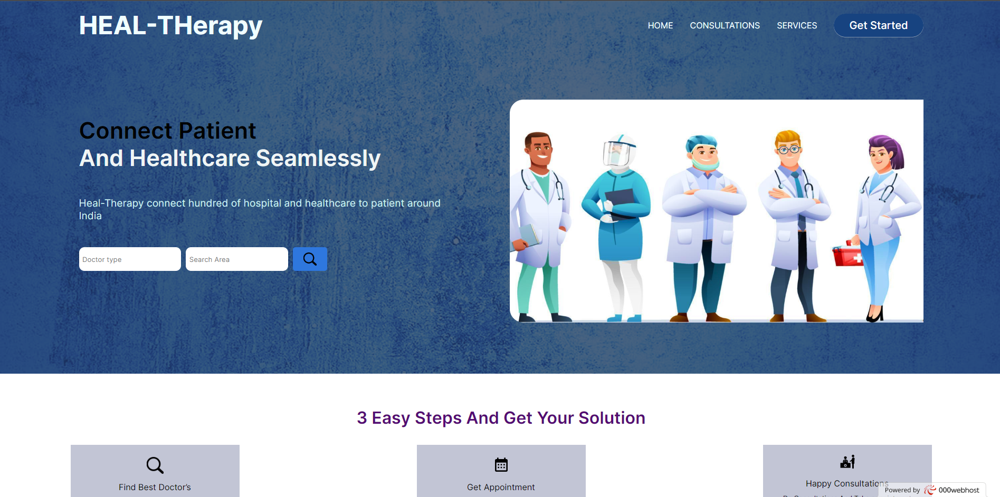 HEAL-THerapy
HOME CONSULTATIONS SERVICES Get Started
Connect Patient
And Healthcare Seamlessly
Heal-Therapy connect hundred of hospital and healthcare to patient around
India
Doctor type
Search Area
3 Easy Steps And Get Your Solution
Find Best Doctor's
Get Appointment
Happy Consultations
Powered by 000webhost